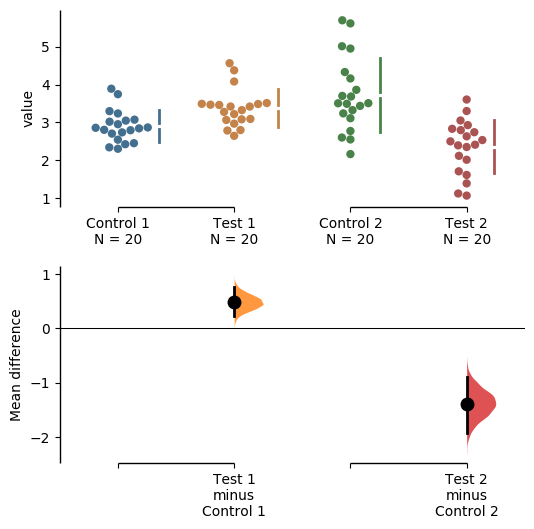 5
4
3
2
1
value
Control 1
N = 20
Test 1
N = 20
Control 2
N = 20
Test 2
N = 20
1
0
−1
−2
Mean difference
Test 1
minus
Control 1
Test 2
minus
Control 2